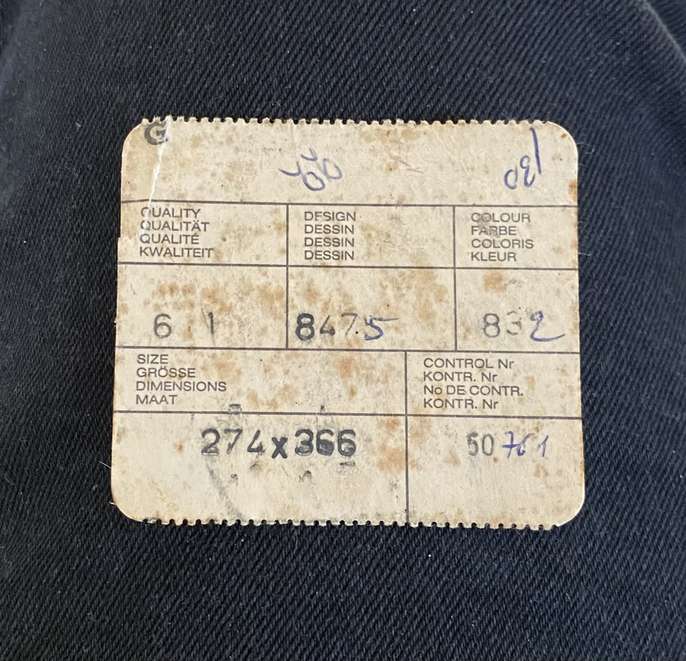 G
QUALITY
QUALITÄT
QUALITÉ
KWALITEIT
DESIGN
DESSIN
DESSIN
DESSIN
COLOUR
FARBE
COLORIS
KLEUR
6 1
8475
832
SIZE
GRÖSSE
DIMENSIONS
MAAT
CONTROL Nr
KONTR. Nr
No DE CONTR.
KONTR. Nr
274x366
50761